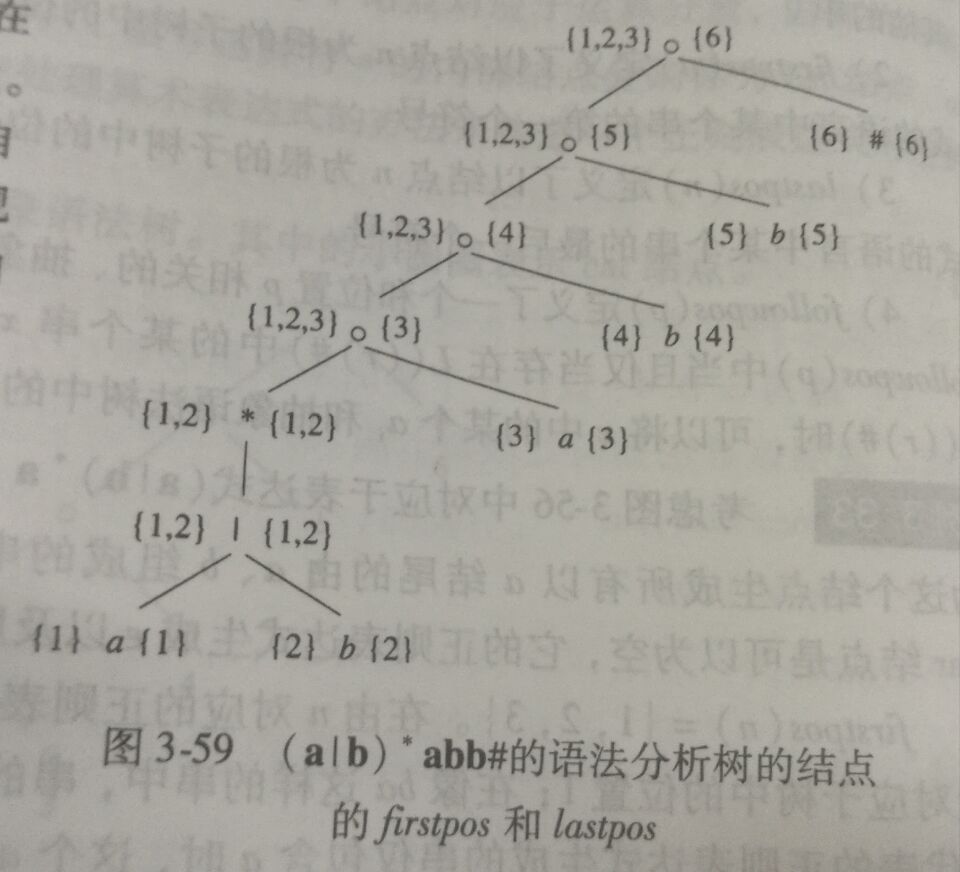 在
。
{1,2,3} ○ {6}
{1,2,3} ○ {5} {6} # {6}
{1,2,3} ○ {4} {5} b {5}
{1,2,3} ○ {3} {4} b {4}
{1,2} * {1,2} {3} a {3}
{1,2} | {1,2}
{1} a {1} {2} b {2}
图 3-59 (a|b)* abb#的语法分析树的结点
的 firstpos 和 lastpos